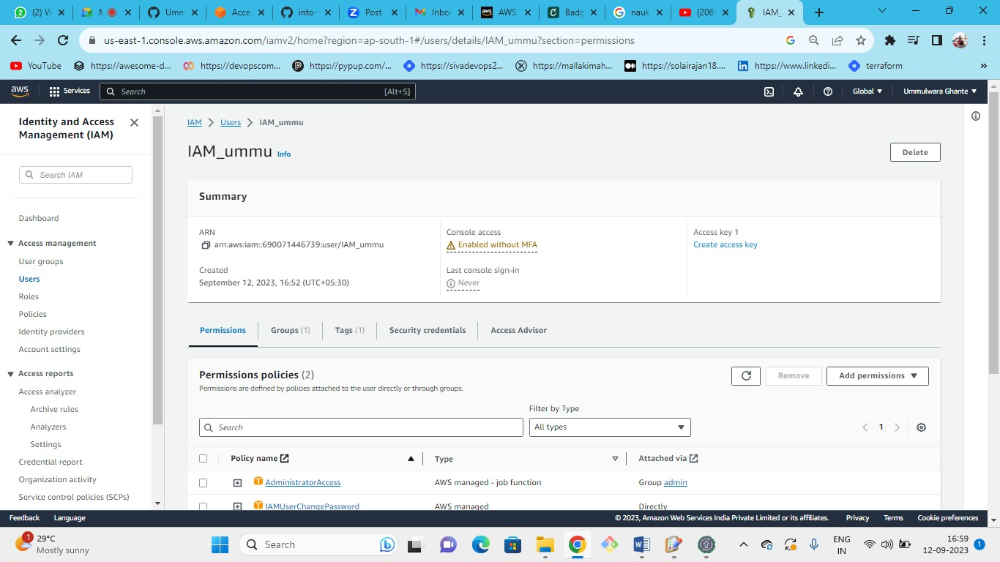 (2) W
M
Umm
Acce
into-
Post
Inbo
AWS
Badg
nauk
(206)
IAM_
us-east-1.console.aws.amazon.com/iamv2/home?region=ap-south-1#/users/details/IAM_ummu?section=permissions
YouTube
https://awesome-d...
https://devopscom...
https://pypup.com/...
https://sivadevops2...
https://mallakimah...
https://solairajan18....
https://www.linkedi...
terraform
aws
Services
Search
[Alt+S]
Global
Ummulwara Ghante
Identity and Access
Management (IAM)
Search IAM
Dashboard
Access management
User groups
Users
Roles
Policies
Identity providers
Account settings
Access reports
Access analyzer
Archive rules
Analyzers
Settings
Credential report
Organization activity
Service control policies (SCPs)
IAM
Users
IAM_ummu
IAM_ummu Info
Delete
Summary
ARN
arn:aws:iam::690071446739:user/IAM_ummu
Created
September 12, 2023, 16:52 (UTC+05:30)
Console access
Enabled without MFA
Last console sign-in
Never
Access key 1
Create access key
Permissions
Groups (1)
Tags (1)
Security credentials
Access Advisor
Permissions policies (2)
Permissions are defined by policies attached to the user directly or through groups.
Remove
Add permissions
Filter by Type
Search
All types
1
Policy name
Type
Attached via
AdministratorAccess
AWS managed - job function
Group admin
IAMUserChangePassword
AWS managed
Directly
Feedback
Language
© 2023, Amazon Web Services India Private Limited or its affiliates.
Privacy
Terms
Cookie preferences
1
29°C
Mostly sunny
Search
ENG
IN
16:59
12-09-2023
1